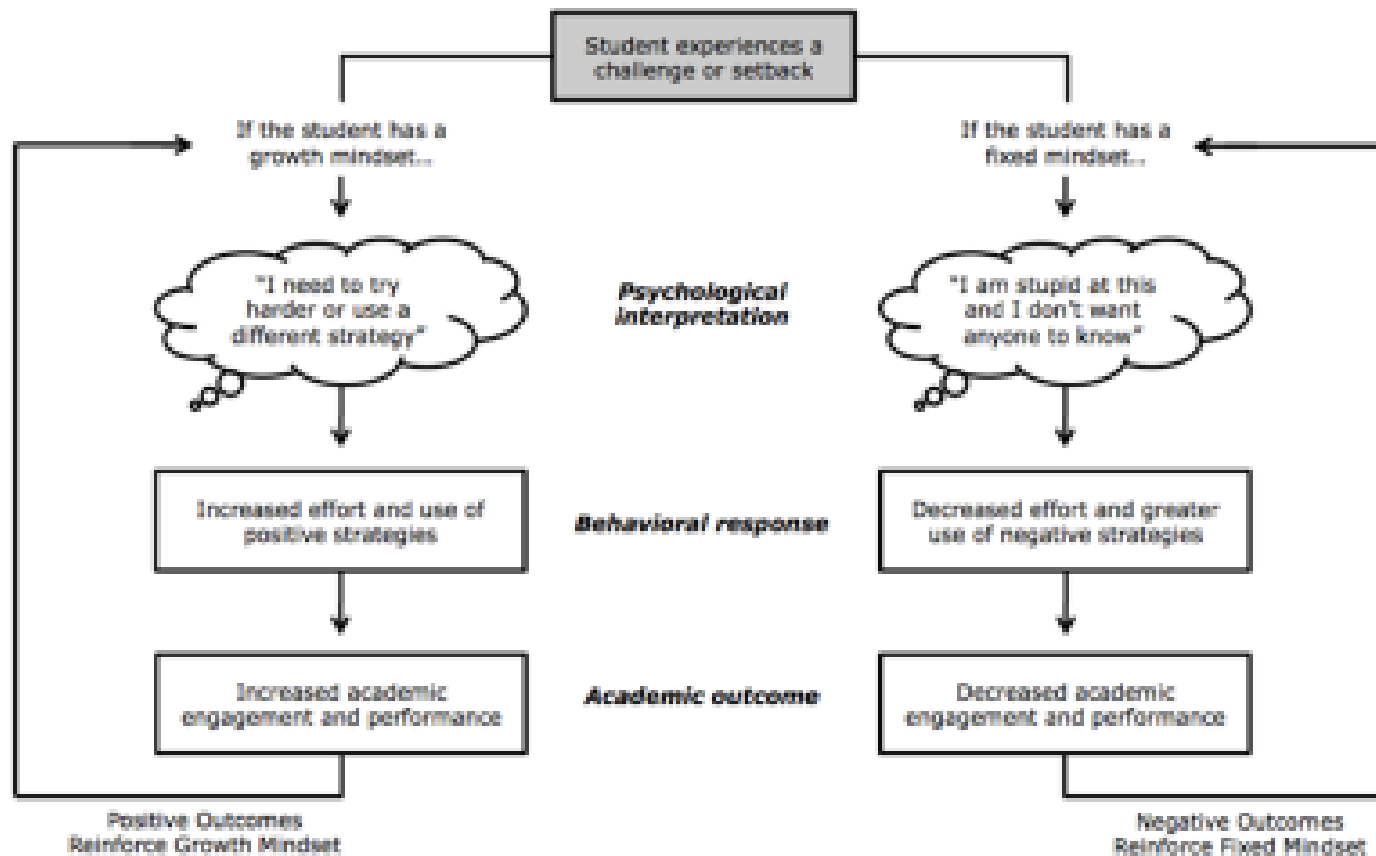 Student experiences a
challenge or setback
If the student has a
growth mindset...
If the student has a
fixed mindset...
"I need to try
harder or use a
different strategy"
Psychological
interpretation
"I am stupid at this
and I don't want
anyone to know"
Increased effort and use of
positive strategies
Behavioral response
Decreased effort and greater
use of negative strategies
Increased academic
engagement and performance
Academic outcome
Decreased academic
engagement and performance
Positive Outcomes
Reinforce Growth Mindset
Negative Outcomes
Reinforce Fixed Mindset